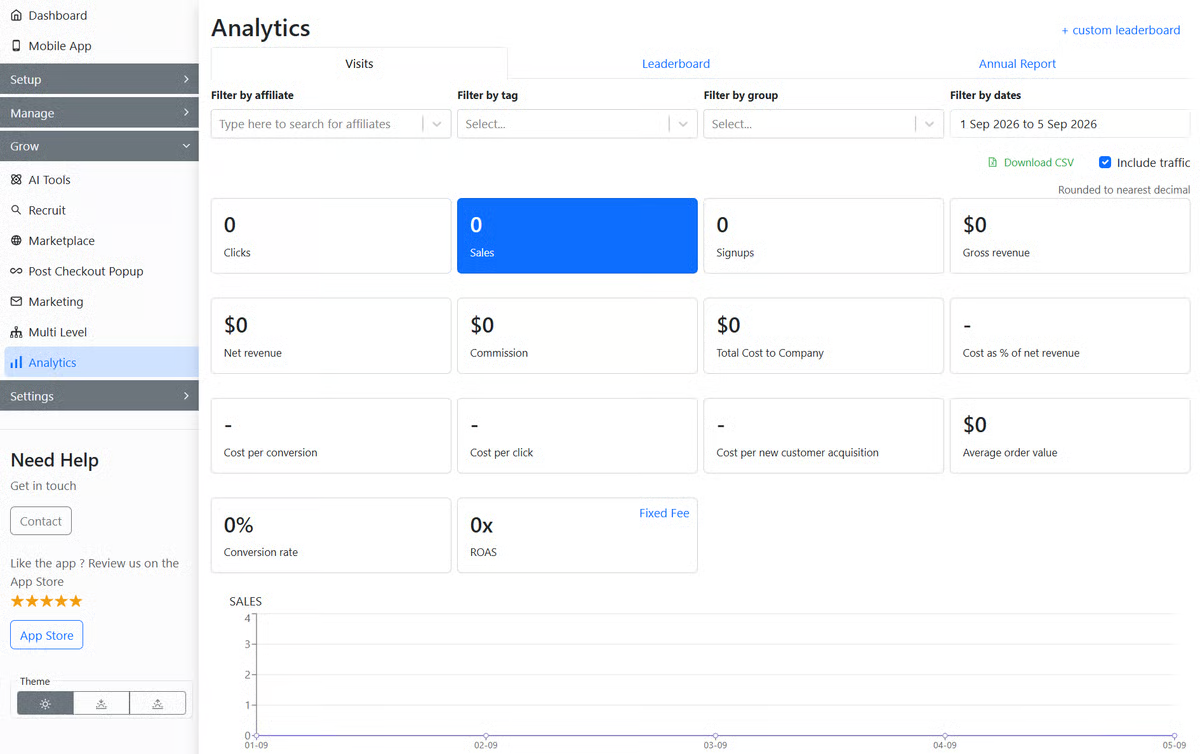 Dashboard
Mobile App
Setup
Manage
Grow
AI Tools
Recruit
Marketplace
Post Checkout Popup
Marketing
Multi Level
Analytics
Settings
Need Help
Get in touch
Contact
Like the app ? Review us on the
App Store
App Store
Theme
Analytics
+ custom leaderboard
Visits
Leaderboard
Annual Report
Filter by affiliate
Filter by tag
Filter by group
Filter by dates
Type here to search for affiliates
Select...
Select...
1 Sep 2026 to 5 Sep 2026
Download CSV
Include traffic
Rounded to nearest decimal
0
Clicks
0
Sales
0
Signups
$0
Gross revenue
$0
Net revenue
$0
Commission
$0
Total Cost to Company
-
Cost as % of net revenue
-
Cost per conversion
-
Cost per click
-
Cost per new customer acquisition
$0
Average order value
0%
Conversion rate
Fixed Fee
0x
ROAS
SALES
4
3
2
1
0
01-09
02-09
03-09
04-09
05-09